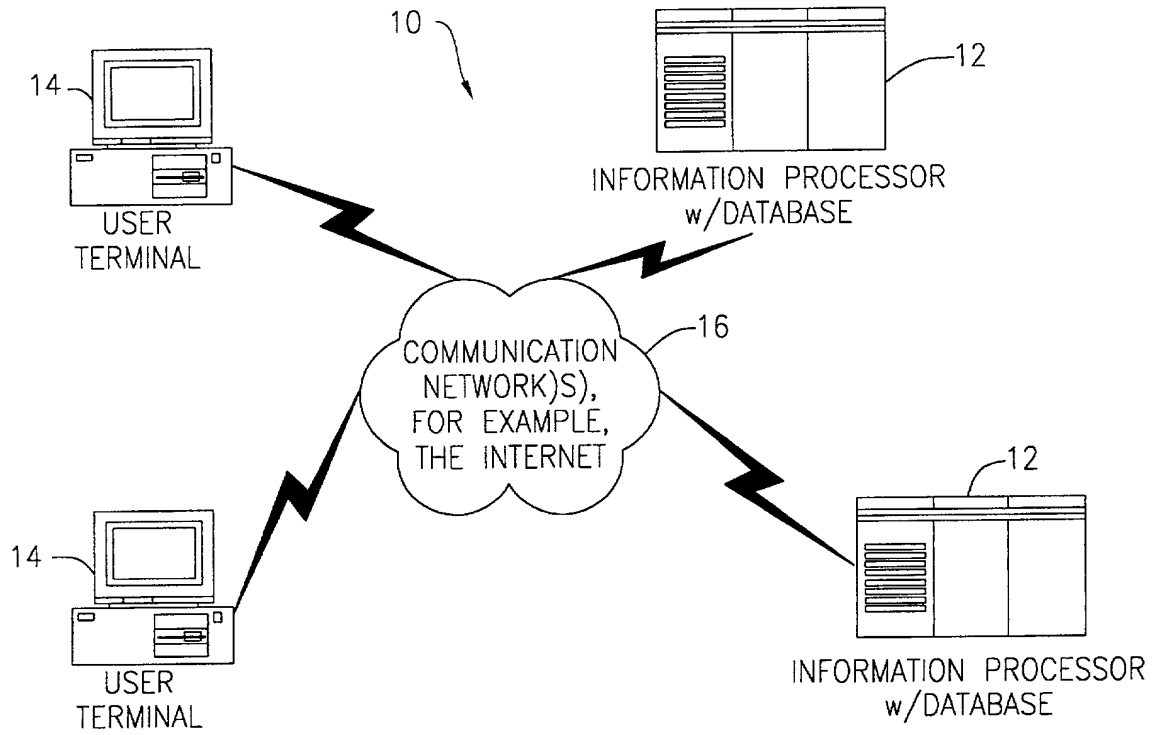 10
12
14
INFORMATION PROCESSOR
w/DATABASE
USER
TERMINAL
16
COMMUNICATION
NETWORK)S),
FOR EXAMPLE,
THE INTERNET
12
14
INFORMATION PROCESSOR
w/DATABASE
USER
TERMINAL